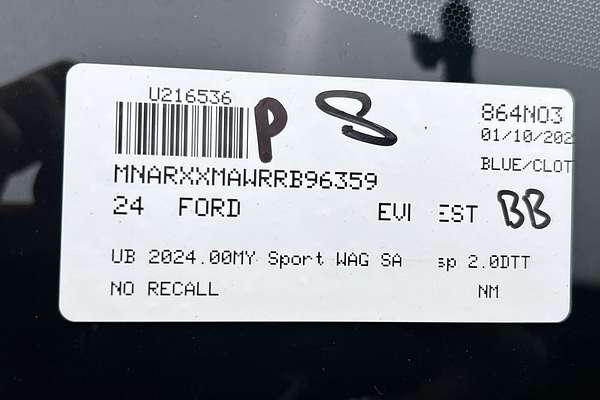 U216536 P 8 864NO3
01/10/202
BLUE/CLOT
MNARXXMAWRRB96359
24 FORD EVI EST BB
UB 2024.00MY Sport WAG SA sp 2.0DTT
NO RECALL NM